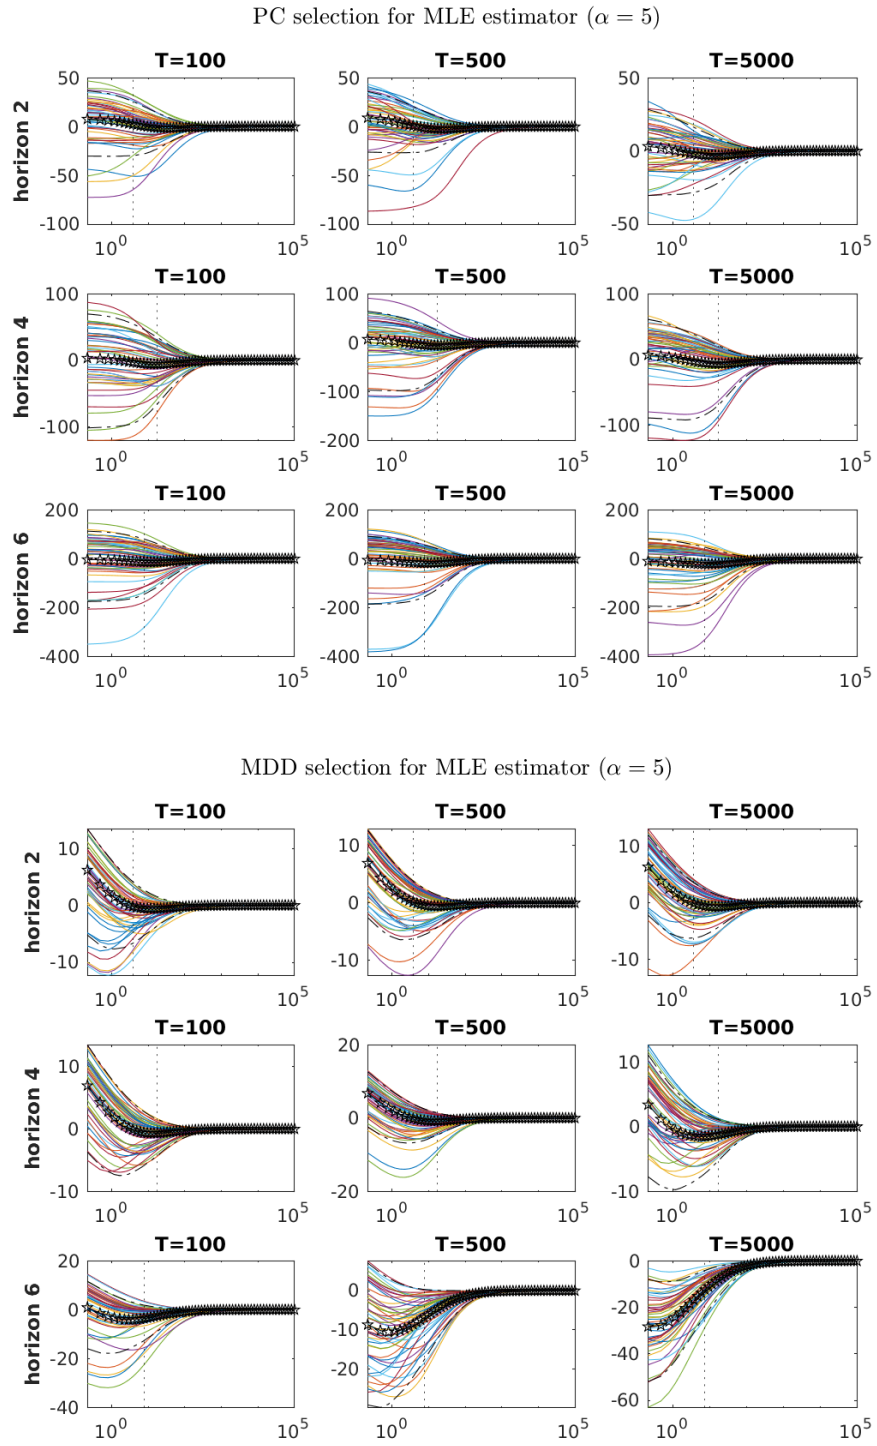 PC selection for MLE estimator (α = 5)
T=100 T=500 T=5000
horizon 2
50 0 -50 -100
50 0 -50 -100
50 0 -50
10^0 10^5 10^0 10^5 10^0 10^5
T=100 T=500 T=5000
horizon 4
100 0 -100
100 0 -100 -200
100 0 -100
10^0 10^5 10^0 10^5 10^0 10^5
T=100 T=500 T=5000
horizon 6
200 0 -200 -400
200 0 -200 -400
200 0 -200 -400
10^0 10^5 10^0 10^5 10^0 10^5
MDD selection for MLE estimator (α = 5)
T=100 T=500 T=5000
horizon 2
10 0 -10
10 0 -10
10 0 -10
10^0 10^5 10^0 10^5 10^0 10^5
T=100 T=500 T=5000
horizon 4
10 0 -10
20 0 -20
10 0 -10
10^0 10^5 10^0 10^5 10^0 10^5
T=100 T=500 T=5000
horizon 6
20 0 -20 -40
0 -10 -20
0 -20 -40 -60
10^0 10^5 10^0 10^5 10^0 10^5